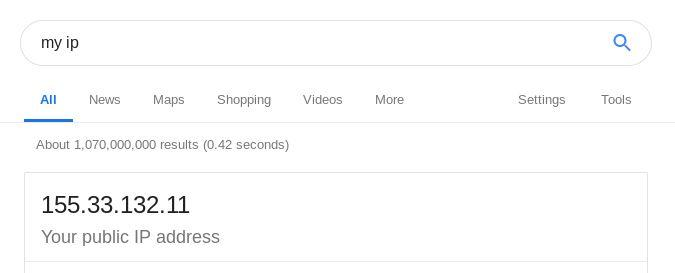 my ip
All News Maps Shopping Videos More Settings Tools
About 1,070,000,000 results (0.42 seconds)
155.33.132.11
Your public IP address